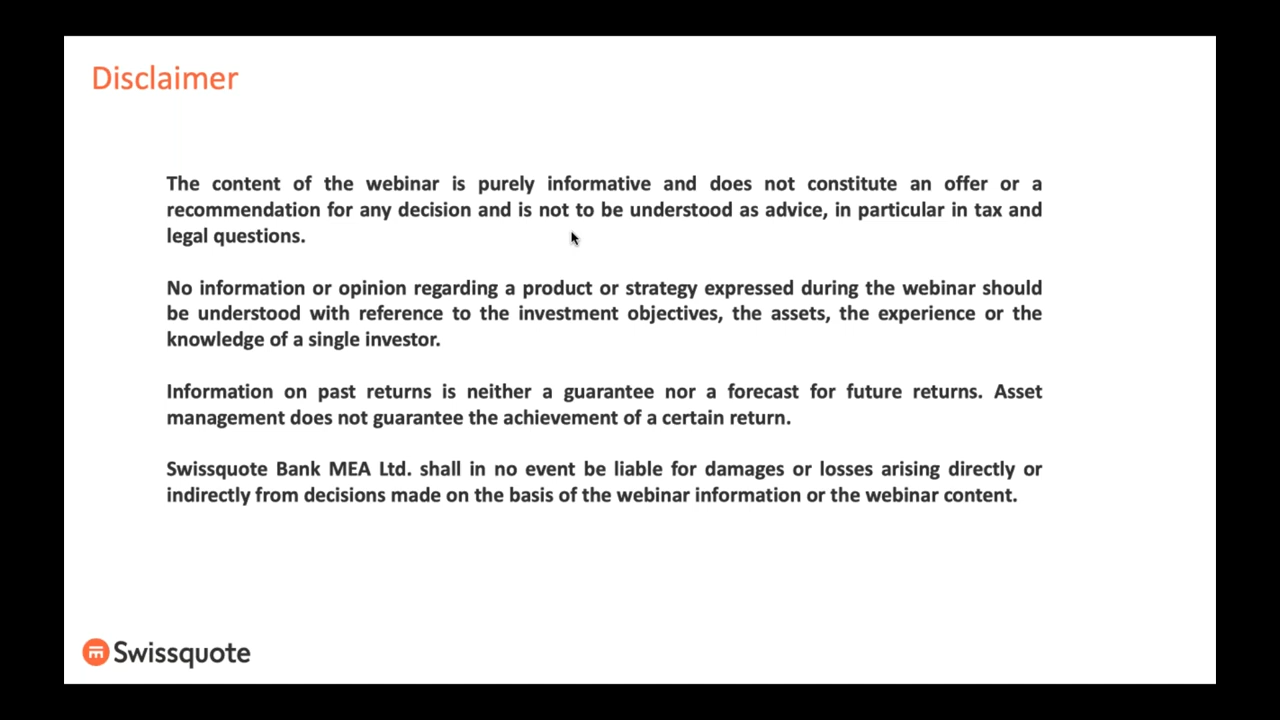 Disclaimer
The content of the webinar is purely informative and does not constitute an offer or a
recommendation for any decision and is not to be understood as advice, in particular in tax and
legal questions.
No information or opinion regarding a product or strategy expressed during the webinar should
be understood with reference to the investment objectives, the assets, the experience or the
knowledge of a single investor.
Information on past returns is neither a guarantee nor a forecast for future returns. Asset
management does not guarantee the achievement of a certain return.
Swissquote Bank MEA Ltd. shall in no event be liable for damages or losses arising directly or
indirectly from decisions made on the basis of the webinar information or the webinar content.
Swissquote